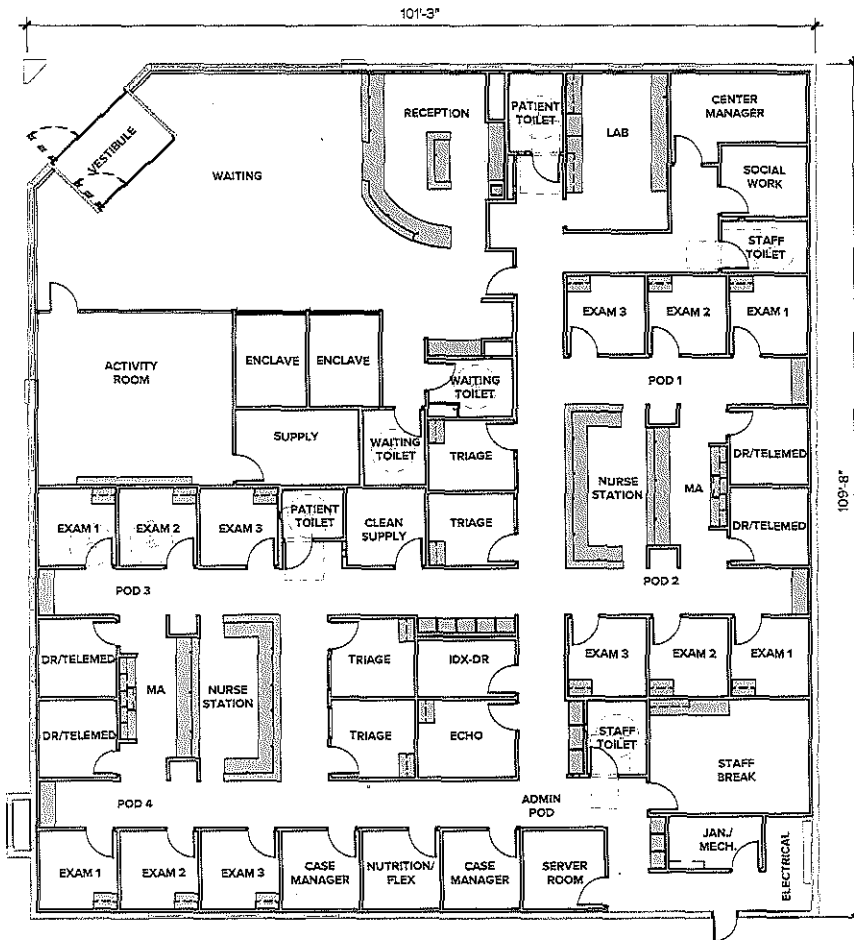 101'-3"
VESTIBULE
WAITING
RECEPTION
PATIENT
TOILET
LAB
CENTER
MANAGER
SOCIAL
WORK
STAFF
TOILET
EXAM 3
EXAM 2
EXAM 1
ACTIVITY
ROOM
ENCLAVE
ENCLAVE
WAITING
TOILET
POD 1
SUPPLY
WAITING
TOILET
TRIAGE
NURSE
STATION
MA
DR/TELEMED
DR/TELEMED
109'-8"
EXAM 1
EXAM 2
EXAM 3
PATIENT
TOILET
CLEAN
SUPPLY
TRIAGE
POD 3
POD 2
DR/TELEMED
MA
NURSE
STATION
TRIAGE
IDX-DR
EXAM 3
EXAM 2
EXAM 1
DR/TELEMED
TRIAGE
ECHO
STAFF
TOILET
STAFF
BREAK
POD 4
ADMIN
POD
EXAM 1
EXAM 2
EXAM 3
CASE
MANAGER
NUTRITION/
FLEX
CASE
MANAGER
SERVER
ROOM
JAN./
MECH.
ELECTRICAL